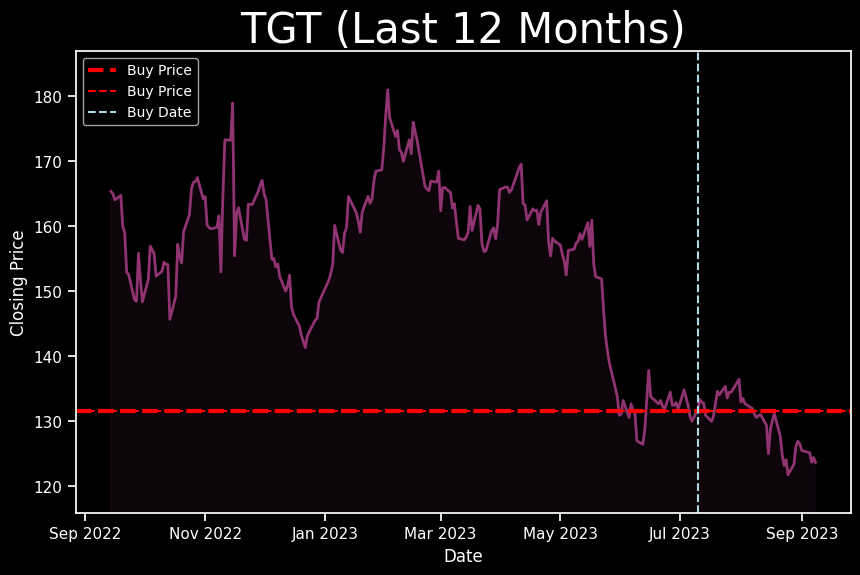 TGT (Last 12 Months)
Buy Price
Buy Price
Buy Date
Closing Price
180
170
160
150
140
130
120
Sep 2022
Nov 2022
Jan 2023
Mar 2023
May 2023
Jul 2023
Sep 2023
Date